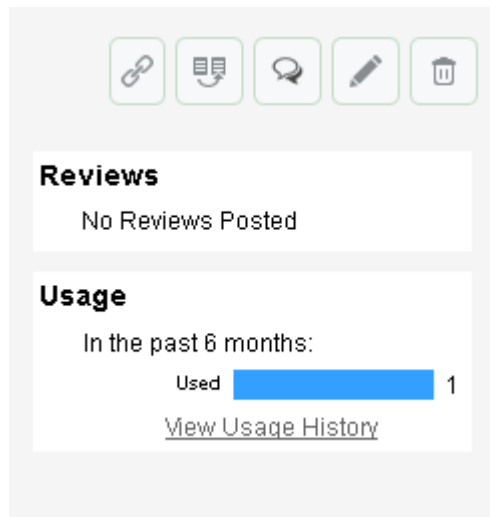 Reviews
No Reviews Posted
Usage
In the past 6 months:
Used 1
View Usage History